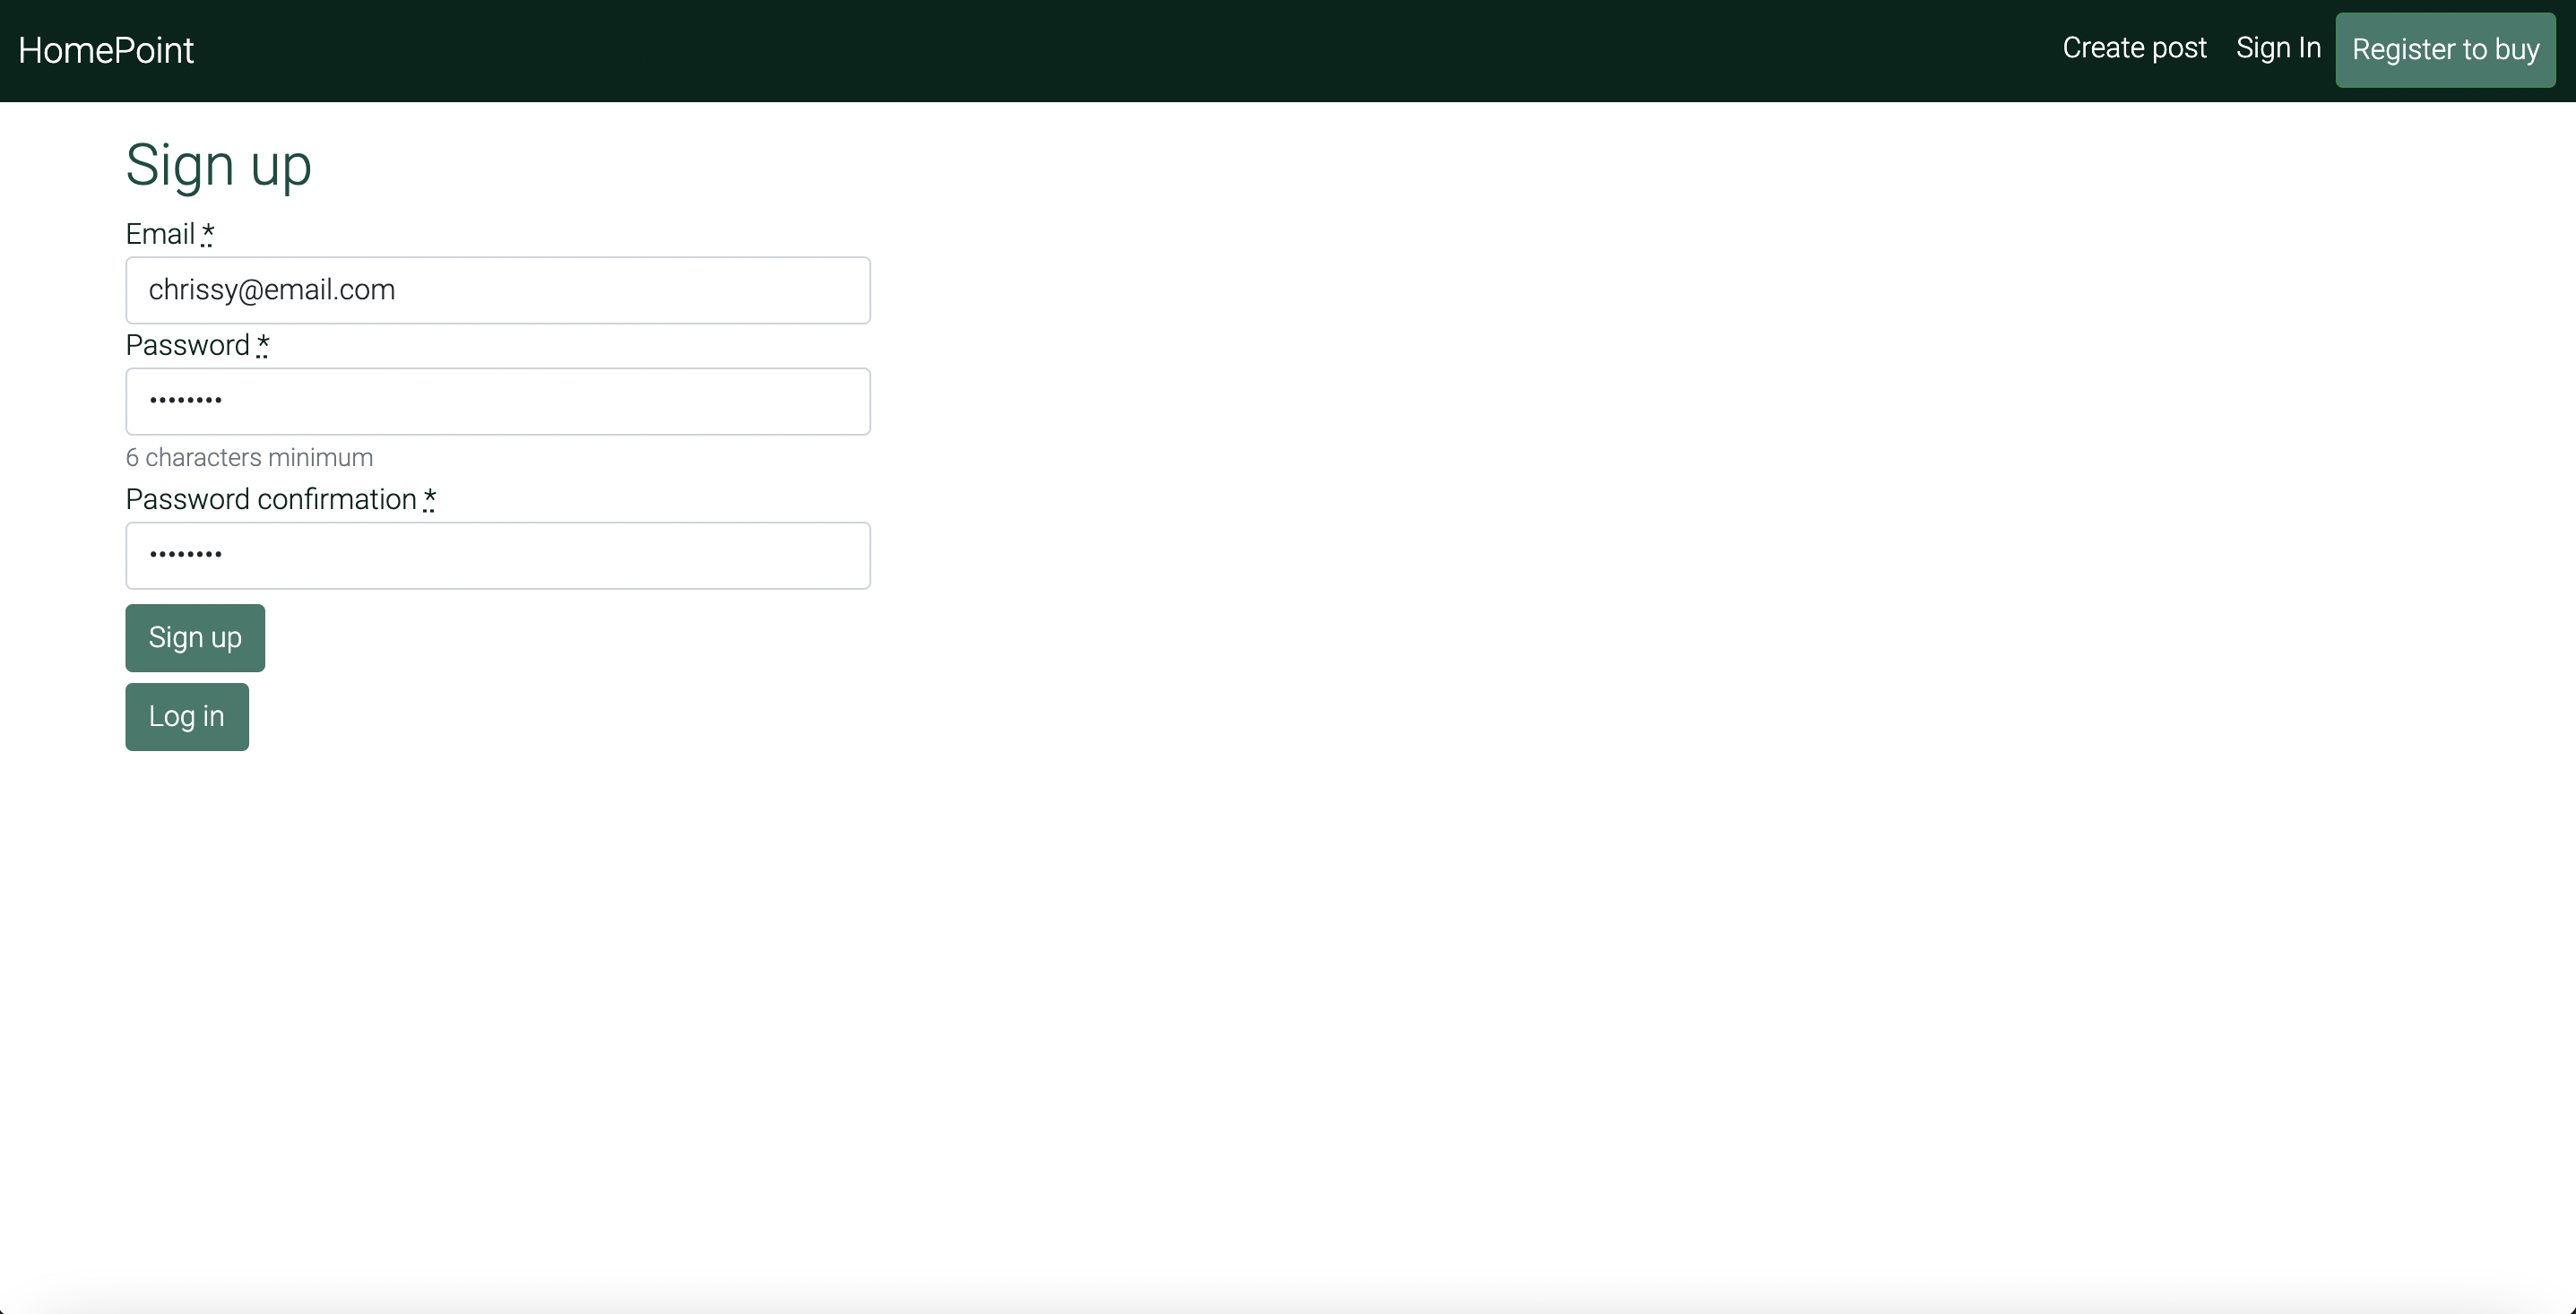 HomePoint
Create post
Sign In
Register to buy
Sign up
Email *
chrissy@email.com
Password *
••••••••
6 characters minimum
Password confirmation *
••••••••
Sign up
Log in